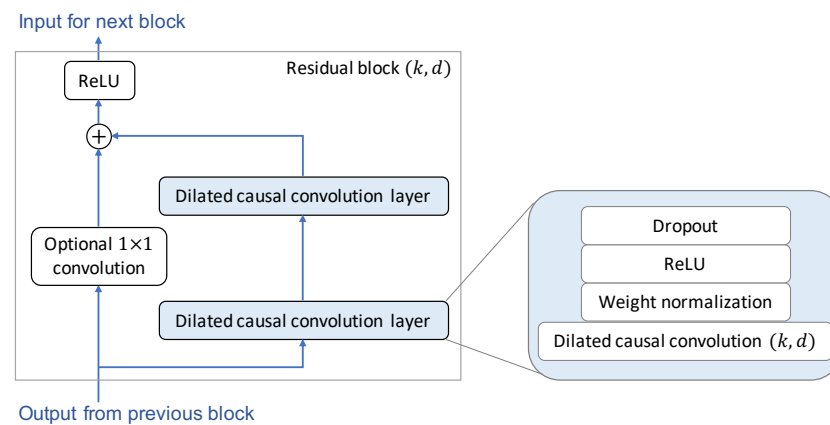 Input for next block
Residual block (k, d)
ReLU
+
Dilated causal convolution layer
Optional 1×1
convolution
Dilated causal convolution layer
Dropout
ReLU
Weight normalization
Dilated causal convolution (k, d)
Output from previous block